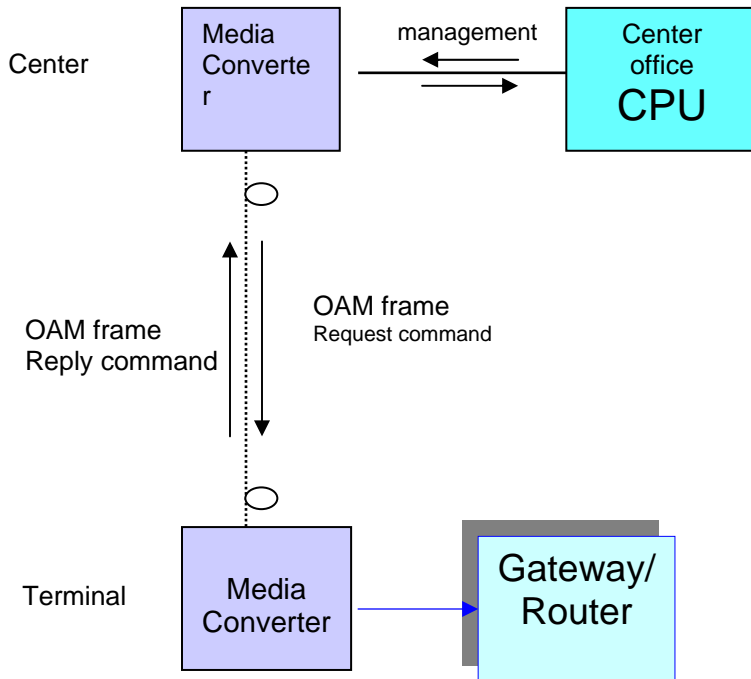 Center
Media
Converte
r
management
Center
office
CPU
OAM frame
Reply command
OAM frame
Request command
Terminal
Media
Converter
Gateway/
Router